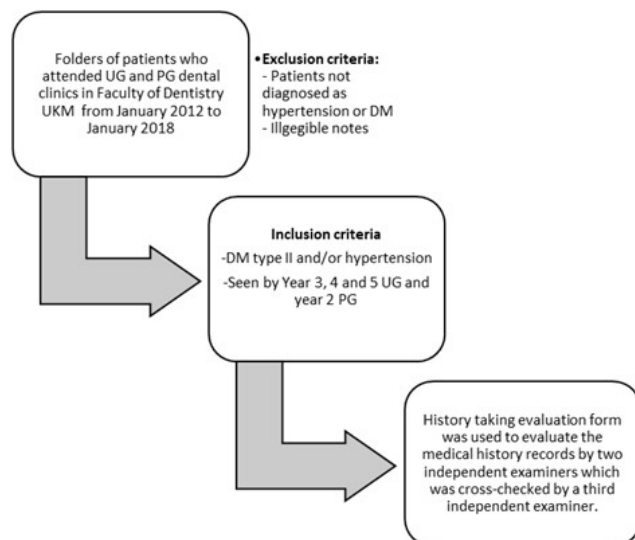 Folders of patients who
attended UG and PG dental
clinics in Faculty of Dentistry
UKM from January 2012 to
January 2018
•Exclusion criteria:
- Patients not
diagnosed as
hypertension or DM
- Illgegible notes
Inclusion criteria
-DM type II and/or hypertension
-Seen by Year 3, 4 and 5 UG and
year 2 PG
History taking evaluation form
was used to evaluate the
medical history records by two
independent examiners which
was cross-checked by a third
independent examiner.